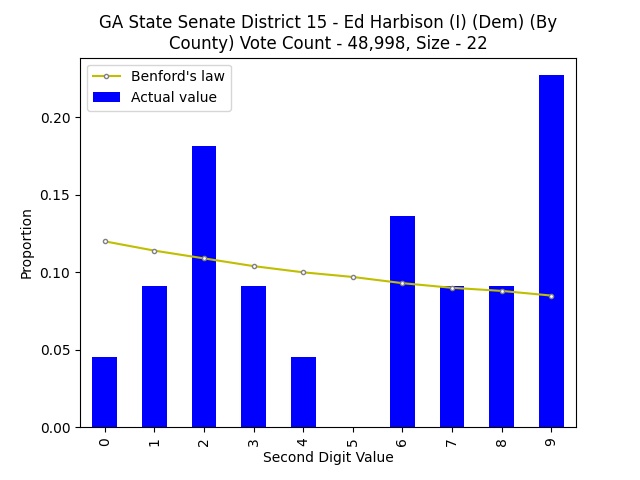 GA State Senate District 15 - Ed Harbison (I) (Dem) (By
County) Vote Count - 48,998, Size - 22
Benford's law
Actual value
Proportion
0.20
0.15
0.10
0.05
0.00
0 1 2 3 4 5 6 7 8 9
Second Digit Value